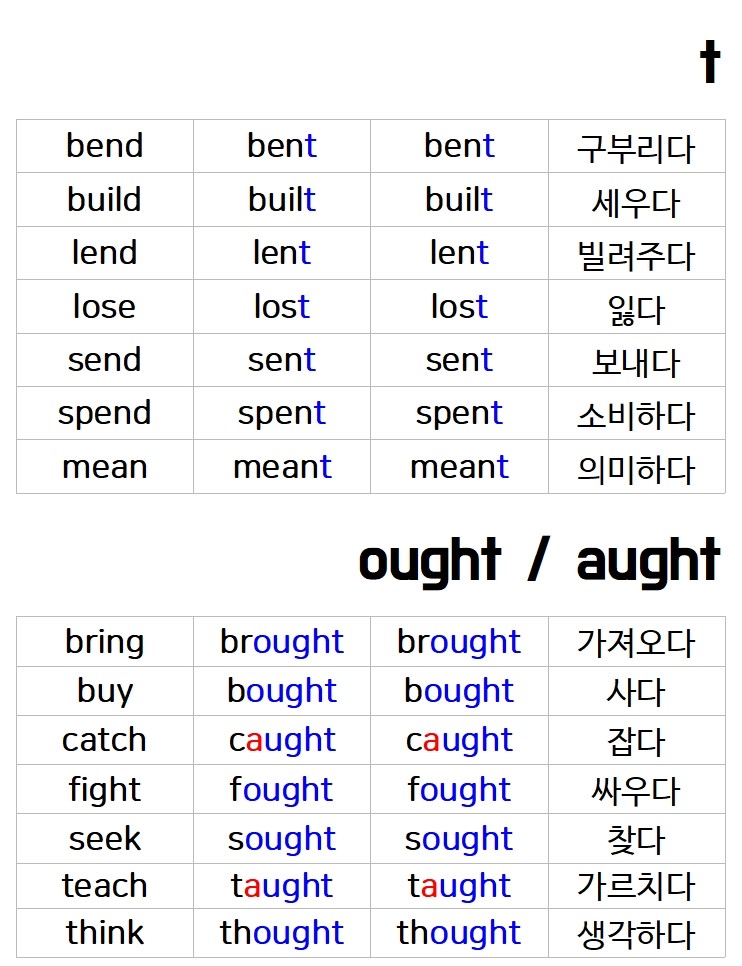 t
bend bent bent 구부리다
build built built 세우다
lend lent lent 빌려주다
lose lost lost 잃다
send sent sent 보내다
spend spent spent 소비하다
mean meant meant 의미하다
ought / aught
bring brought brought 가져오다
buy bought bought 사다
catch caught caught 잡다
fight fought fought 싸우다
seek sought sought 찾다
teach taught taught 가르치다
think thought thought 생각하다